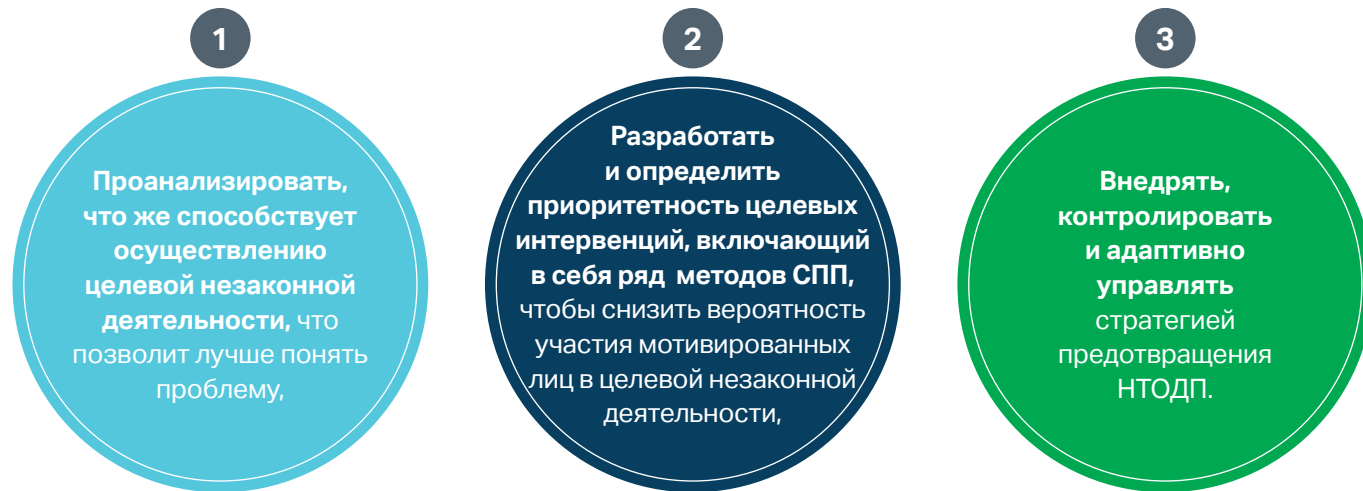 1
Проанализировать,
что же способствует
осуществлению
целевой незаконной
деятельности, что
позволит лучше понять
проблему,
2
Разработать
и определить
приоритетность целевых
интервенций, включающий
в себя ряд методов СПП,
чтобы снизить вероятность
участия мотивированных
лиц в целевой незаконной
деятельности,
3
Внедрять,
контролировать
и адаптивно
управлять
стратегией
предотвращения
НТОДП.